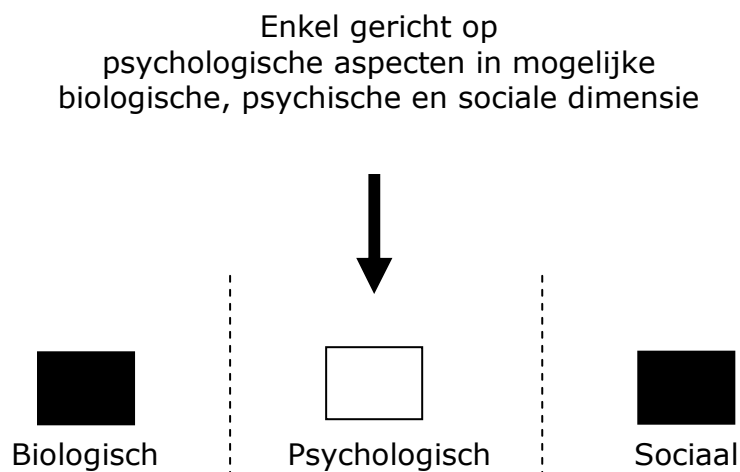 Enkel gericht op
psychologische aspecten in mogelijke
biologische, psychische en sociale dimensie
Biologisch
Psychologisch
Sociaal